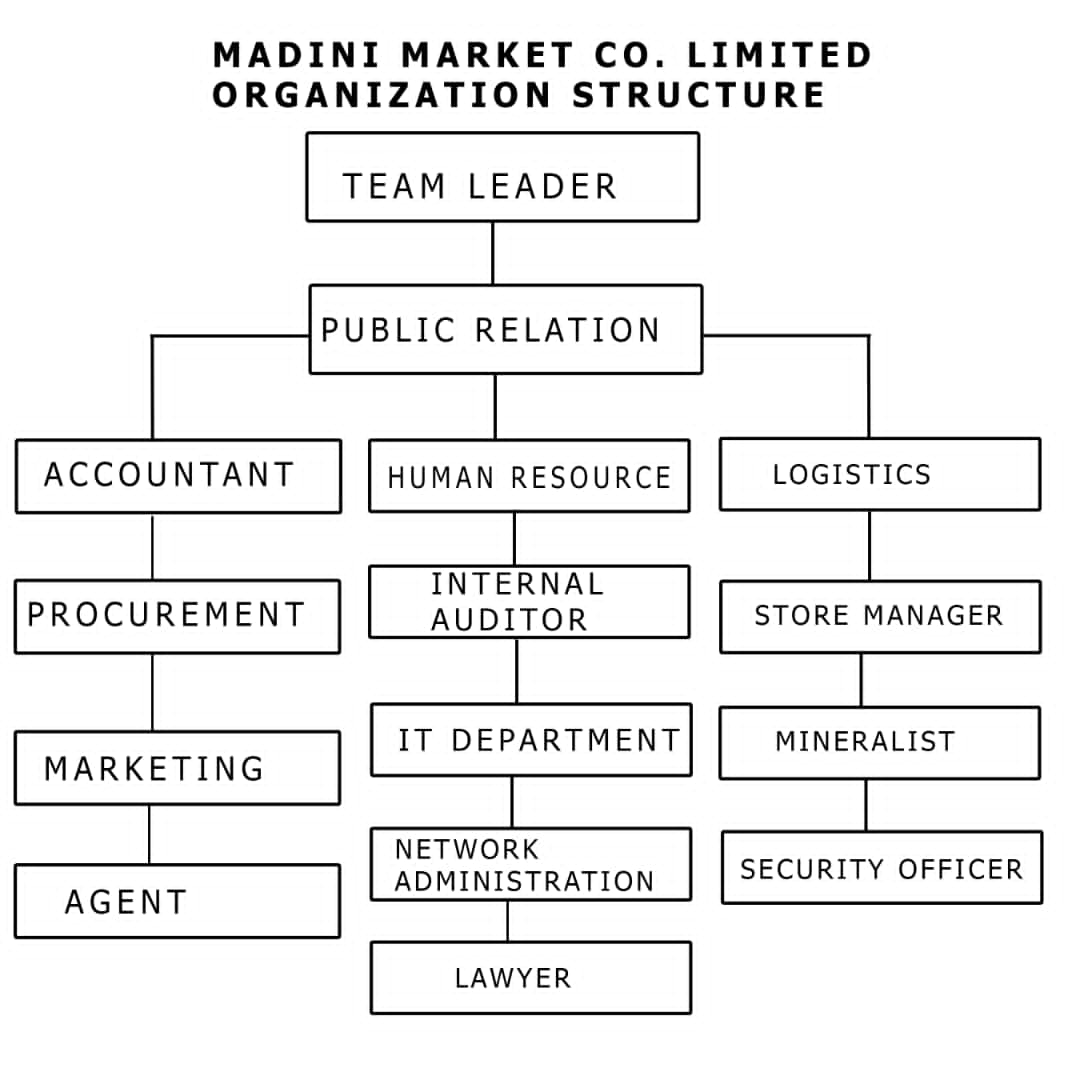 MADINI MARKET CO. LIMITED
ORGANIZATION STRUCTURE
TEAM LEADER
PUBLIC RELATION
ACCOUNTANT
HUMAN RESOURCE
LOGISTICS
PROCUREMENT
INTERNAL
AUDITOR
STORE MANAGER
MARKETING
IT DEPARTMENT
MINERALIST
AGENT
NETWORK
ADMINISTRATION
SECURITY OFFICER
LAWYER